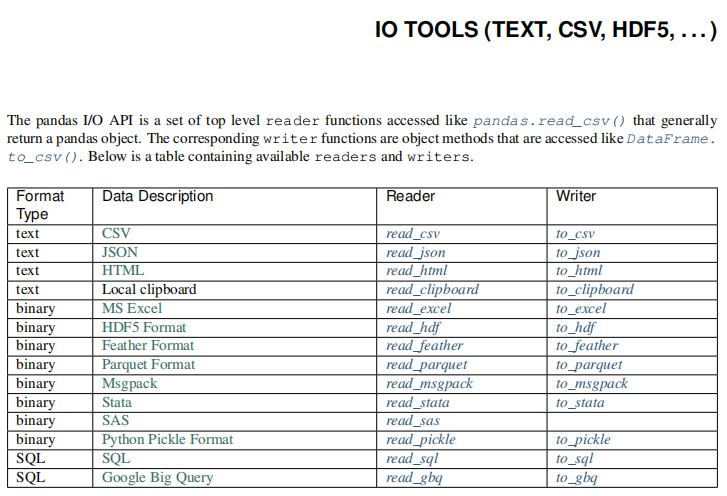 IO TOOLS (TEXT, CSV, HDF5, ...)
The pandas I/O API is a set of top level reader functions accessed like pandas.read_csv() that generally
return a pandas object. The corresponding writer functions are object methods that are accessed like DataFrame.
to_csv(). Below is a table containing available readers and writers.
Format Type Data Description Reader Writer
text CSV read_csv to_csv
text JSON read_json to_json
text HTML read_html to_html
text Local clipboard read_clipboard to_clipboard
binary MS Excel read_excel to_excel
binary HDF5 Format read_hdf to_hdf
binary Feather Format read_feather to_feather
binary Parquet Format read_parquet to_parquet
binary Msgpack read_msgpack to_msgpack
binary Stata read_stata to_stata
binary SAS read_sas
binary Python Pickle Format read_pickle to_pickle
SQL SQL read_sql to_sql
SQL Google Big Query read_gbq to_gbq